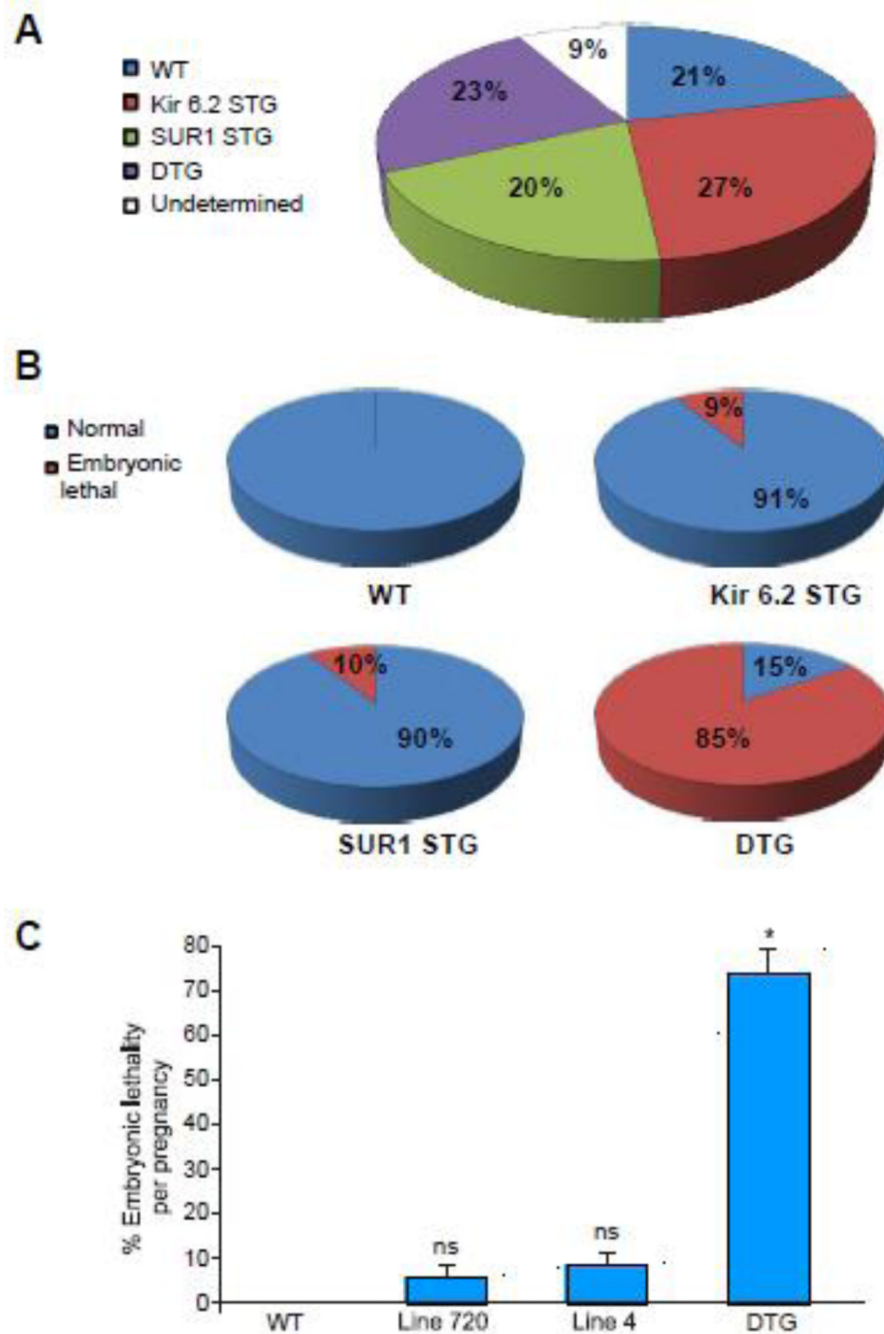 A
WT
Kir 6.2 STG
SUR1 STG
DTG
Undetermined
9%
21%
23%
20%
27%
B
Normal
Embryonic
lethal
9%
91%
WT
Kir 6.2 STG
10%
90%
15%
85%
SUR1 STG
DTG
C
% Embryonic lethality
per pregnancy
80
70
60
50
40
30
20
10
0
ns
ns
*
WT
Line 720
Line 4
DTG